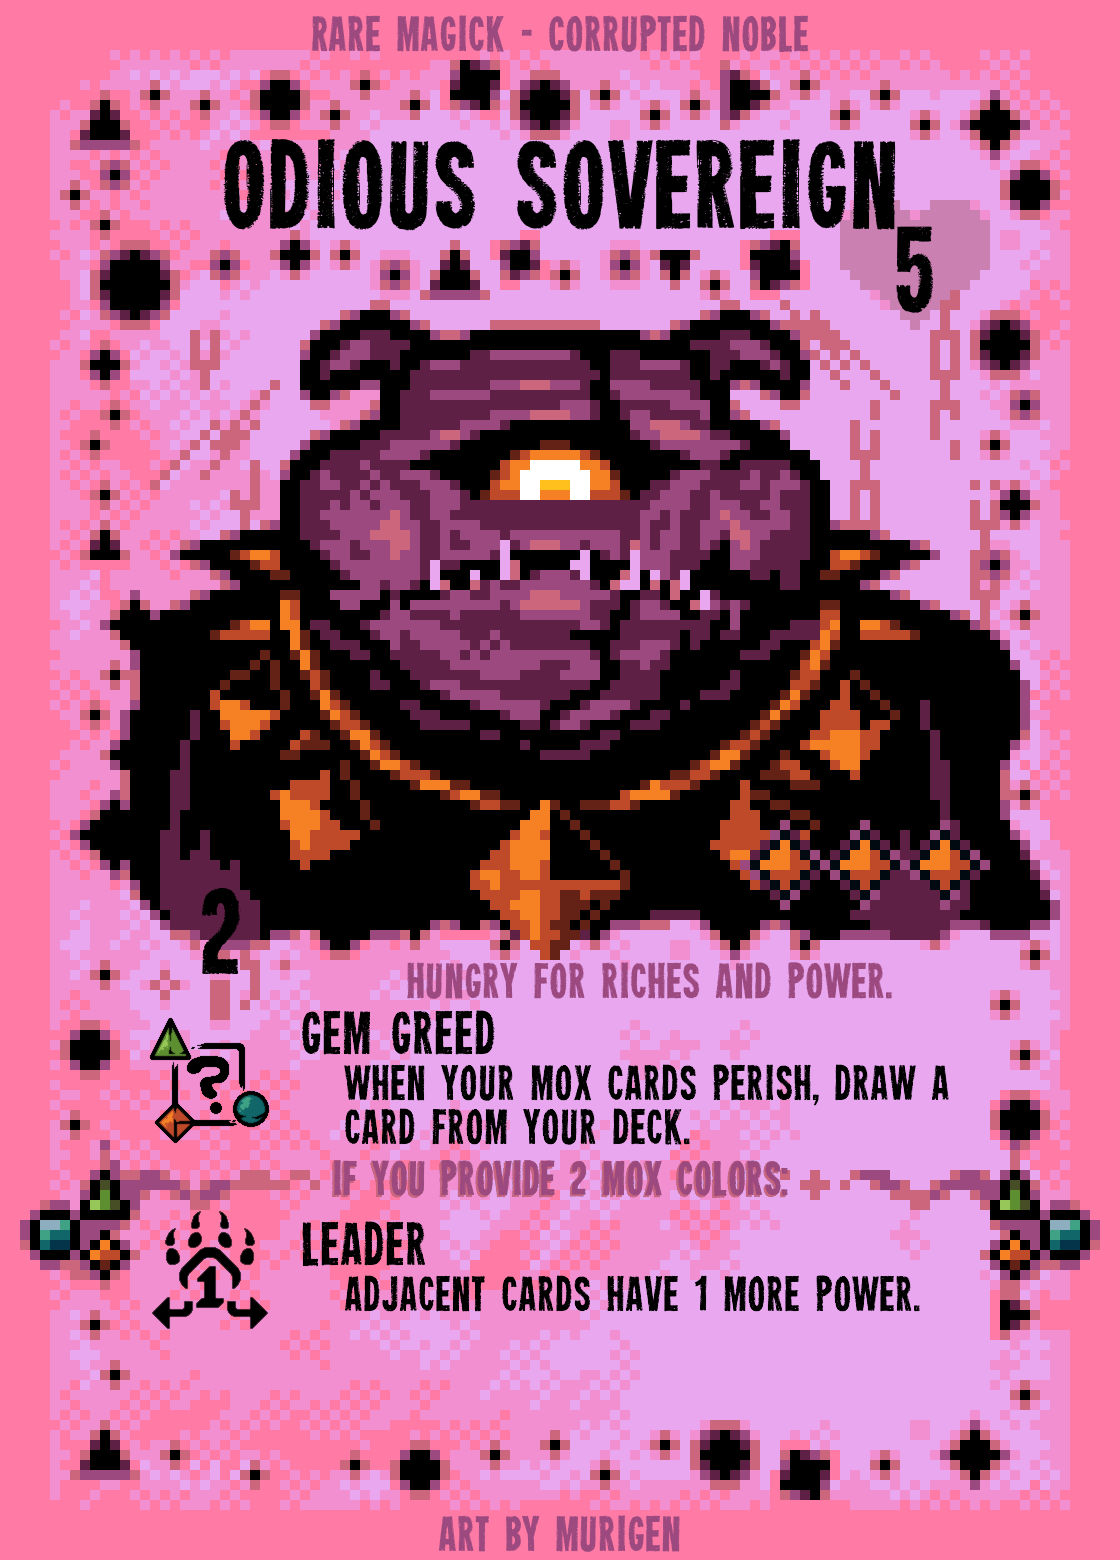 RARE MAGICK - CORRUPTED NOBLE
ODIOUS SOVEREIGN
5
2
HUNGRY FOR RICHES AND POWER.
GEM GREED
?
WHEN YOUR MOX CARDS PERISH, DRAW A
CARD FROM YOUR DECK.
IF YOU PROVIDE 2 MOX COLORS:
LEADER
1
ADJACENT CARDS HAVE 1 MORE POWER.
ART BY MURIGEN